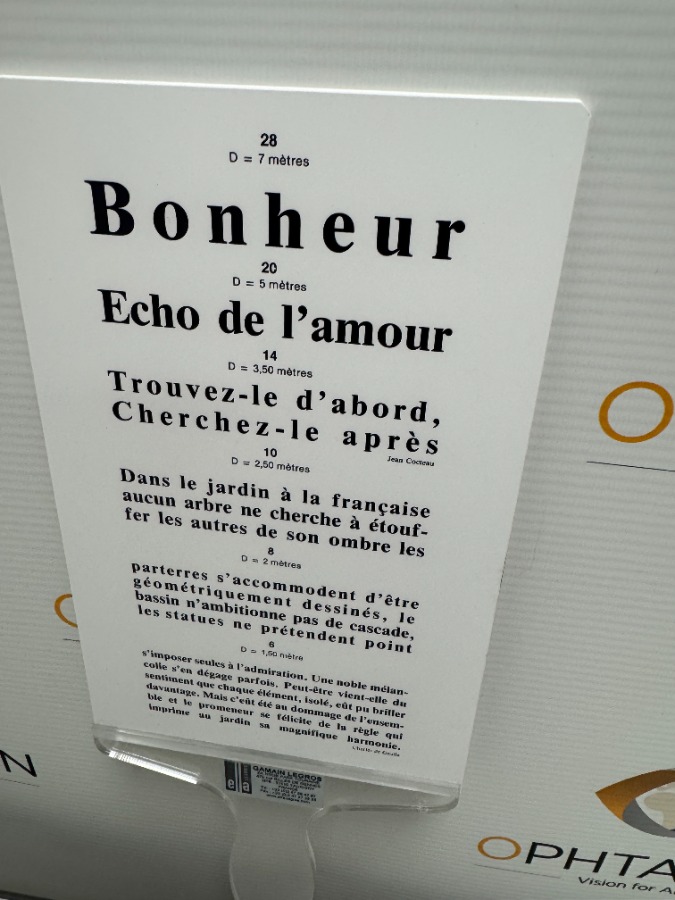 28
D = 7 mètres
Bonheur
20
D = 5 mètres
Echo de l'amour
14
D = 3,50 mètres
Trouvez-le d'abord,
Cherchez-le après
Jean Cocteau
10
D = 2,50 mètres
Dans le jardin à la française
aucun arbre ne cherche à étouf-
fer les autres de son ombre les
8
D = 2 mètres
parterres s'accommodent d'être
géométriquement dessinés, le
bassin n'ambitionne pas de cascade,
les statues ne prétendent point
6
D = 1,50 mètre
s'imposer seules à l'admiration. Une noble mélan-
colie s'en dégage parfois. Peut-être vient-elle du
sentiment que chaque élément, isolé, eût pu briller
davantage. Mais c'eût été au dommage de l'ensem-
ble et le promeneur se félicite de la règle qui
imprime au jardin sa magnifique harmonie.
Charles de Gaulle
GAMAIN LEGROS
O
N
OPHTA
Vision for A